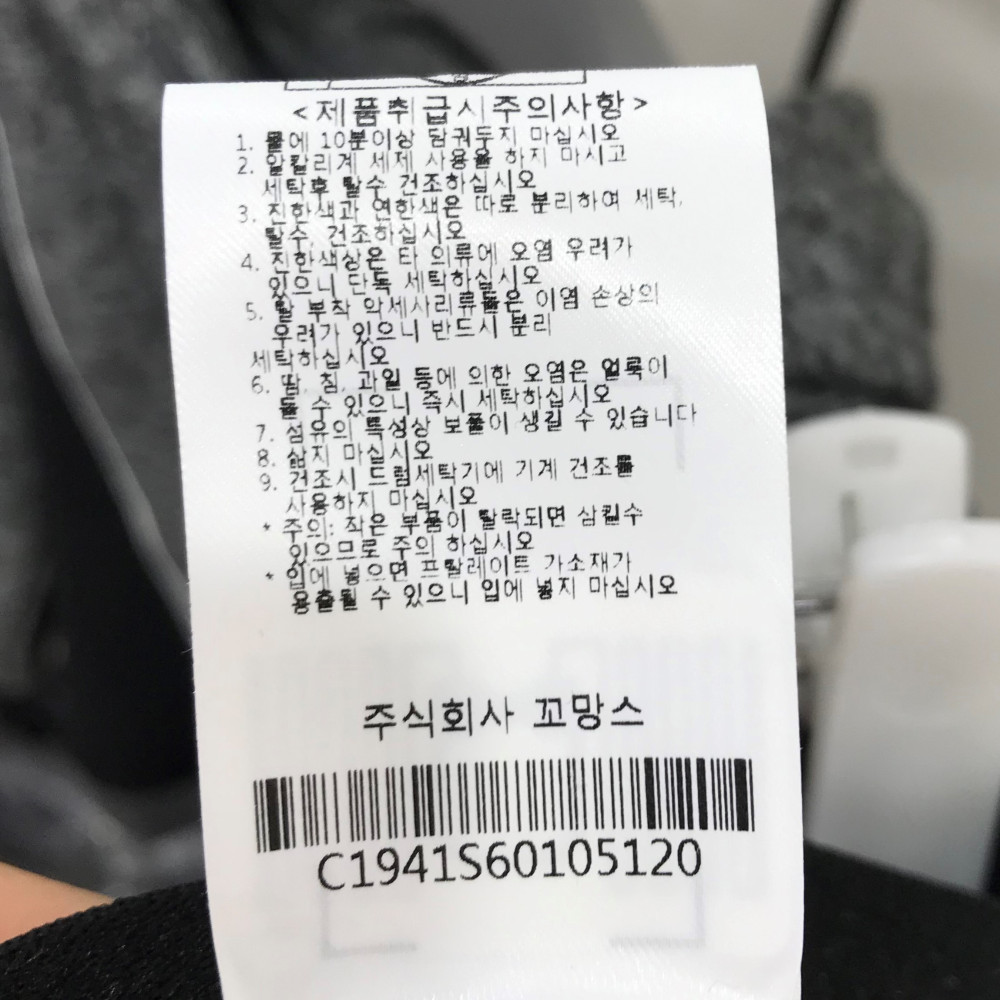 <제품취급시주의사항>
1. 물에 10분이상 담궈두지 마십시오
2. 알칼리계 세제 사용을 하지 마시고
세탁후 탈수 건조하십시오
3. 진한색과 연한색은 따로 분리하여 세탁,
탈수, 건조하십시오
4. 진한색상은 타 의류에 오염 우려가
있으니 단독 세탁하십시오
5. 탈 부착 악세사리류들은 이염 손상의
우려가 있으니 반드시 분리
세탁하십시오
6. 땀, 침, 과일 등에 의한 오염은 얼룩이
될 수 있으니 즉시 세탁하십시오
7. 섬유의 특성상 보풀이 생길 수 있습니다
8. 삶지 마십시오
9. 건조시 드럼세탁기에 기계 건조를
사용하지 마십시오
* 주의: 작은 부품이 탈락되면 삼킬수
있으므로 주의 하십시오
* 입에 넣으면 프탈레이트 가소재가
용출될 수 있으니 입에 넣지 마십시오
주식회사 꼬망스
C1941S60105120